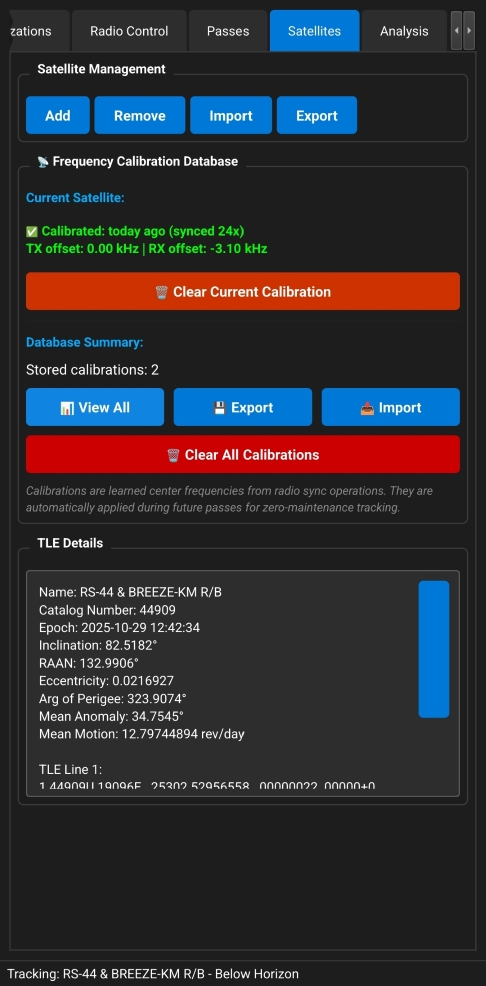 zations Radio Control Passes Satellites Analysis
Satellite Management
Add Remove Import Export
📡 Frequency Calibration Database
Current Satellite:
✅ Calibrated: today ago (synced 24x)
TX offset: 0.00 kHz | RX offset: -3.10 kHz
🗑️ Clear Current Calibration
Database Summary:
Stored calibrations: 2
📊 View All 💾 Export 📥 Import
🗑️ Clear All Calibrations
Calibrations are learned center frequencies from radio sync operations. They are
automatically applied during future passes for zero-maintenance tracking.
TLE Details
Name: RS-44 & BREEZE-KM R/B
Catalog Number: 44909
Epoch: 2025-10-29 12:42:34
Inclination: 82.5182°
RAAN: 132.9906°
Eccentricity: 0.0216927
Arg of Perigee: 323.9074°
Mean Anomaly: 34.7545°
Mean Motion: 12.79744894 rev/day
TLE Line 1:
1 44909U 19096E 25302.52956558 .00000022 00000+0
Tracking: RS-44 & BREEZE-KM R/B - Below Horizon